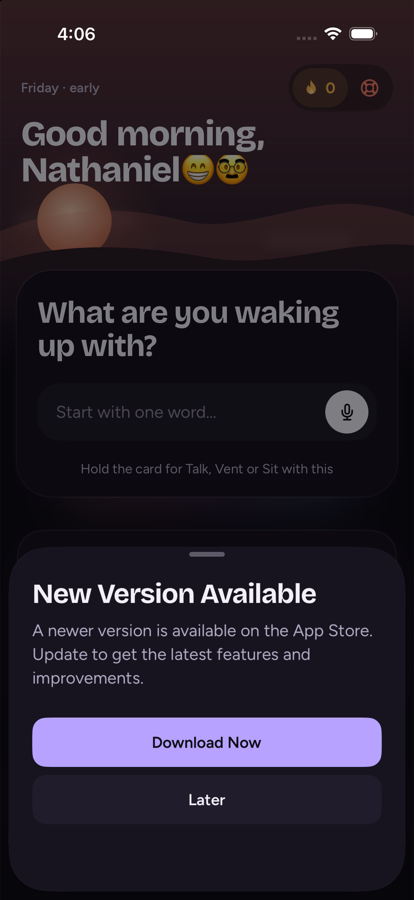 4:06
Friday · early
0
Good morning,
Nathaniel😁🥸
What are you waking
up with?
Start with one word...
Hold the card for Talk, Vent or Sit with this
New Version Available
A newer version is available on the App Store.
Update to get the latest features and
improvements.
Download Now
Later